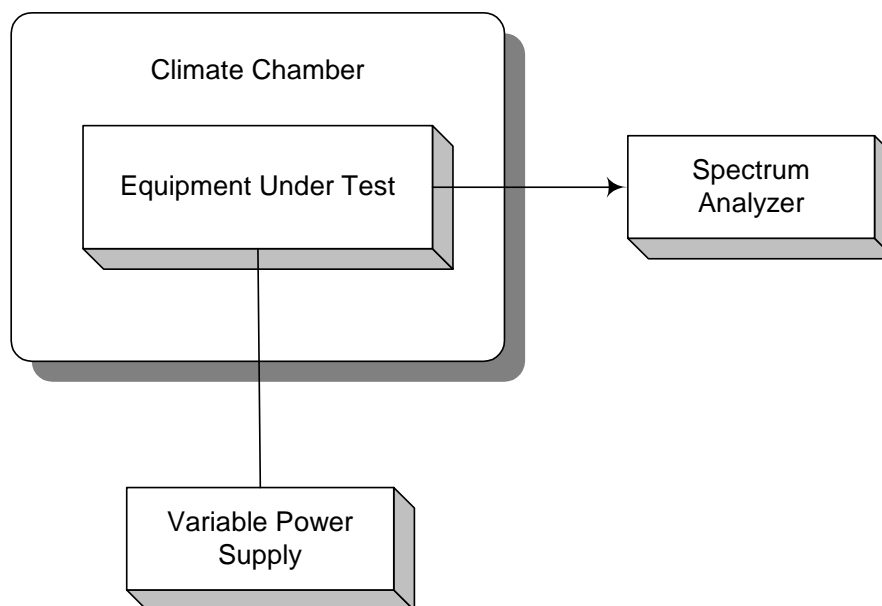 Climate Chamber
Equipment Under Test
Spectrum
Analyzer
Variable Power
Supply